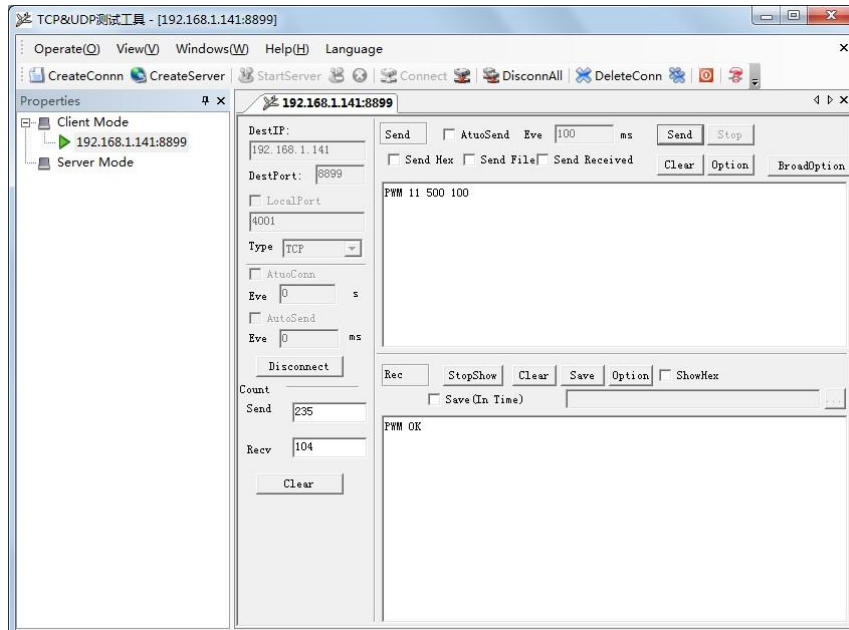 TCP&UDP测试工具 - [192.168.1.141:8899]
Operate(O) View(V) Windows(W) Help(H) Language
CreateConnn CreateServer StartServer Connect DisconnAll DeleteConn
Properties
Client Mode
192.168.1.141:8899
Server Mode
192.168.1.141:8899
DestIP:
192.168.1.141
DestPort: 8899
LocalPort
4001
Type TCP
AtuoConn
Eve 0 s
AutoSend
Eve 0 ms
Disconnect
Count
Send 235
Recv 104
Clear
Send AtuoSend Eve 100 ms Send Stop
Send Hex Send File Send Received Clear Option BroadOption
PWM 11 500 100
Rec StopShow Clear Save Option ShowHex
Save(In Time) ...
PWM OK